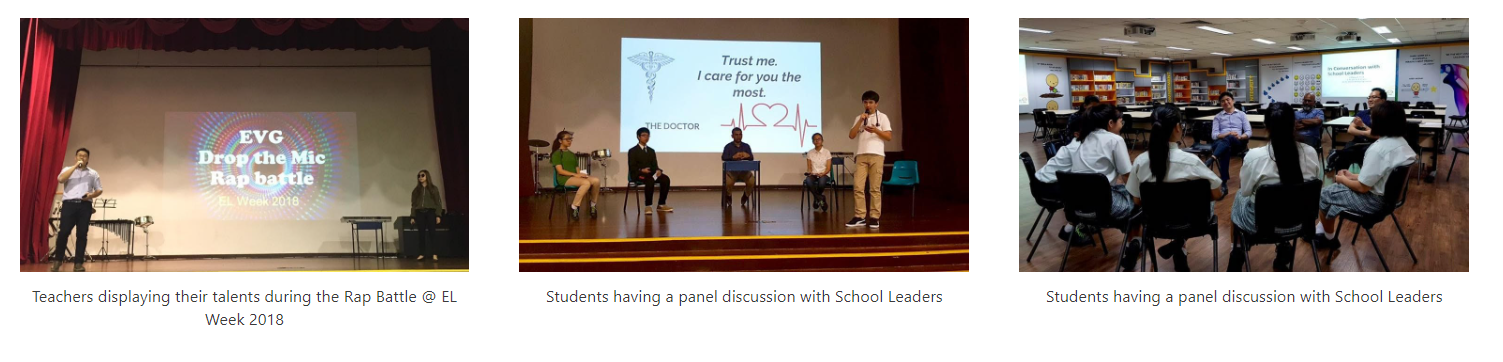 EVG
Drop the Mic
Rap battle
EL Week 2018
Trust me.
I care for you the
most.
THE DOCTOR
In Conversation with
School Leaders
Teachers displaying their talents during the Rap Battle @ EL
Week 2018
Students having a panel discussion with School Leaders
Students having a panel discussion with School Leaders